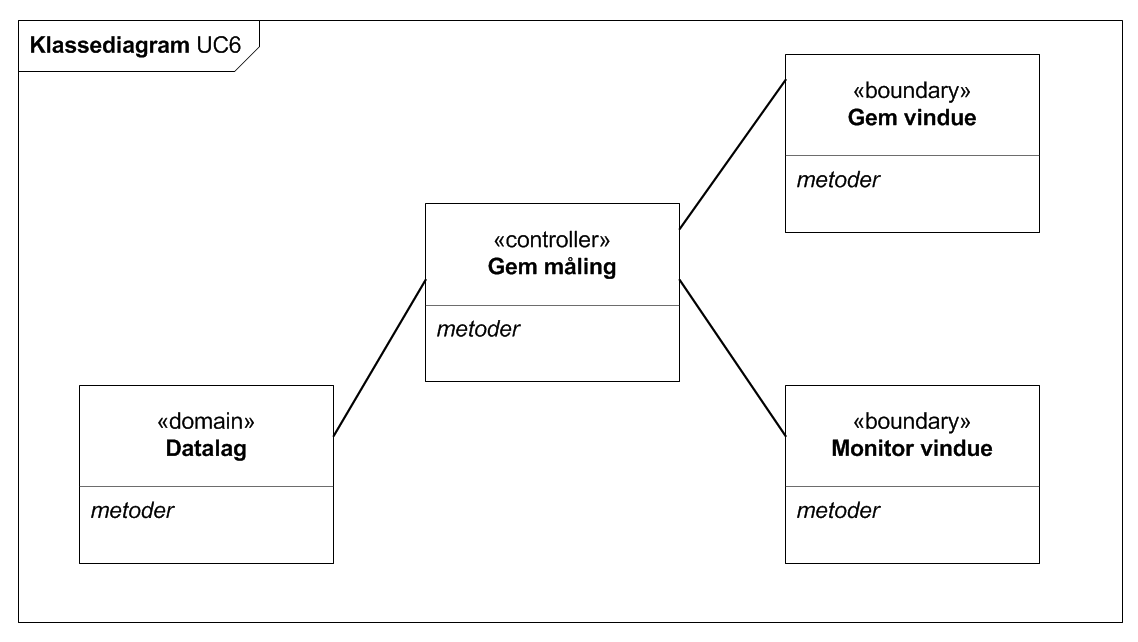 Klassediagram UC6
«boundary»
Gem vindue
metoder
«controller»
Gem måling
metoder
«domain»
Datalag
metoder
«boundary»
Monitor vindue
metoder